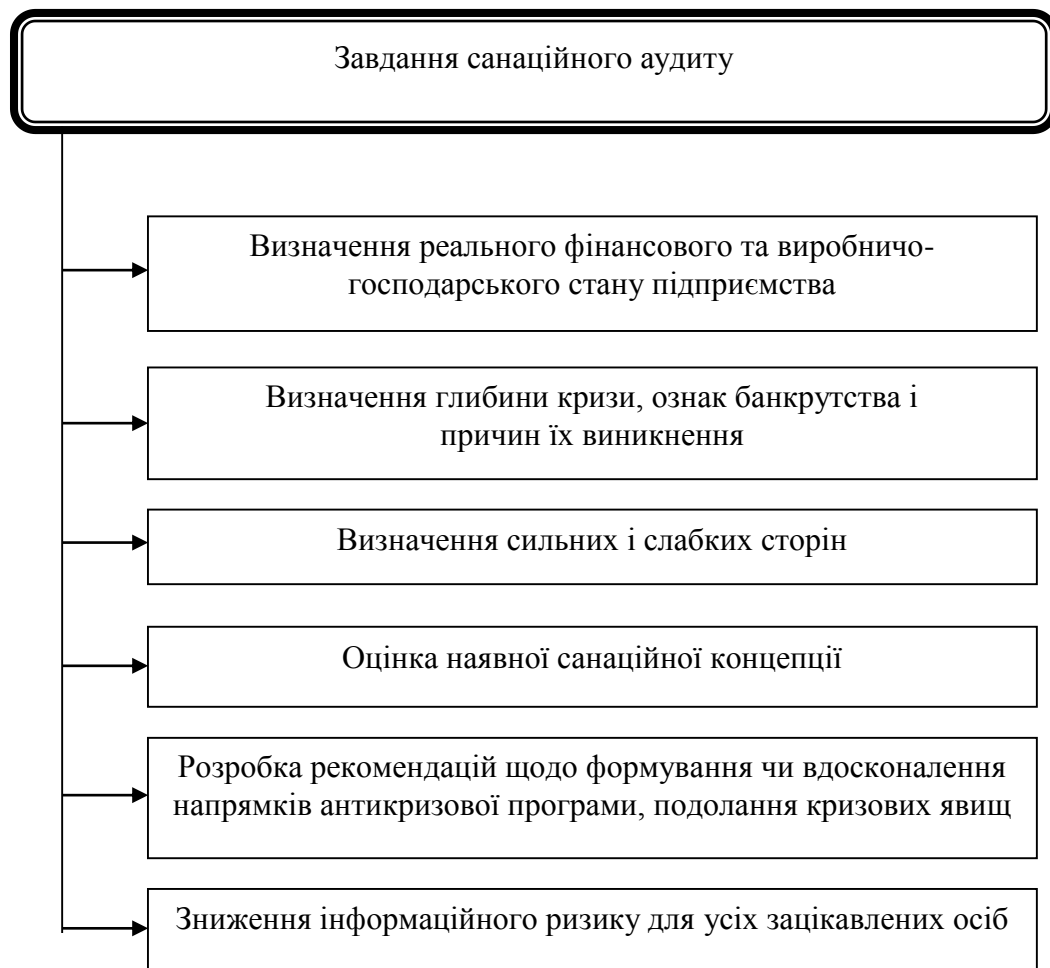 Завдання санаційного аудиту
Визначення реального фінансового та виробничо-
господарського стану підприємства
Визначення глибини кризи, ознак банкрутства і
причин їх виникнення
Визначення сильних і слабких сторін
Оцінка наявної санаційної концепції
Розробка рекомендацій щодо формування чи вдосконалення
напрямків антикризової програми, подолання кризових явищ
Зниження інформаційного ризику для усіх зацікавлених осіб